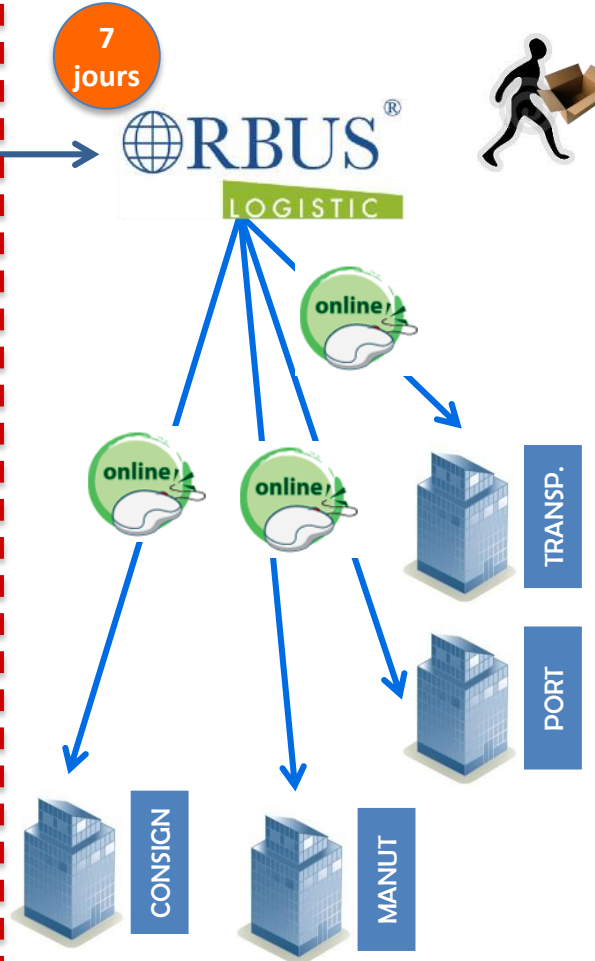 7
jours
ORBUS®
LOGISTIC
online
online
online
TRANSP.
PORT
CONSIGN
MANUT